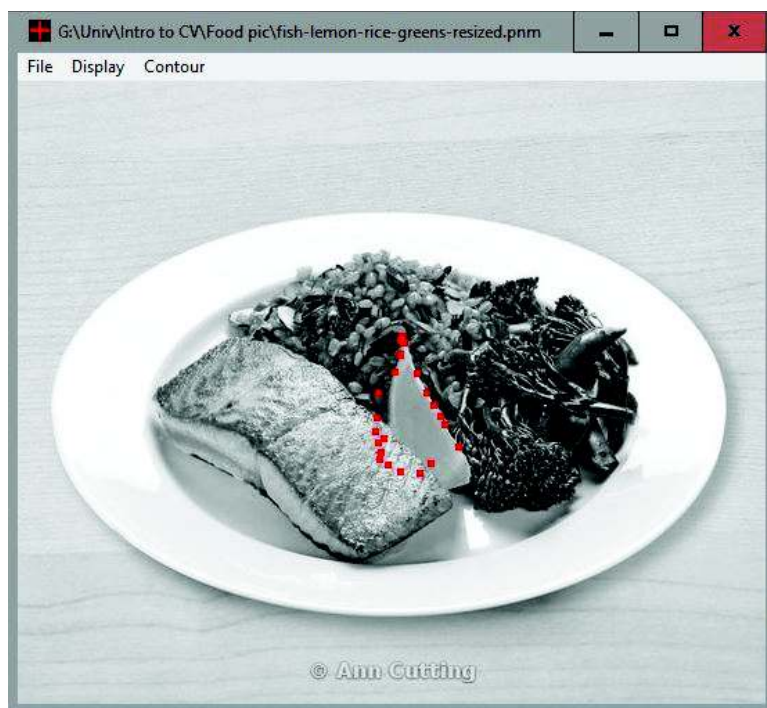 G:\Univ\Intro to CV\Food pic\fish-lemon-rice-greens-resized.pnm
File Display Contour
© Ann Cutting